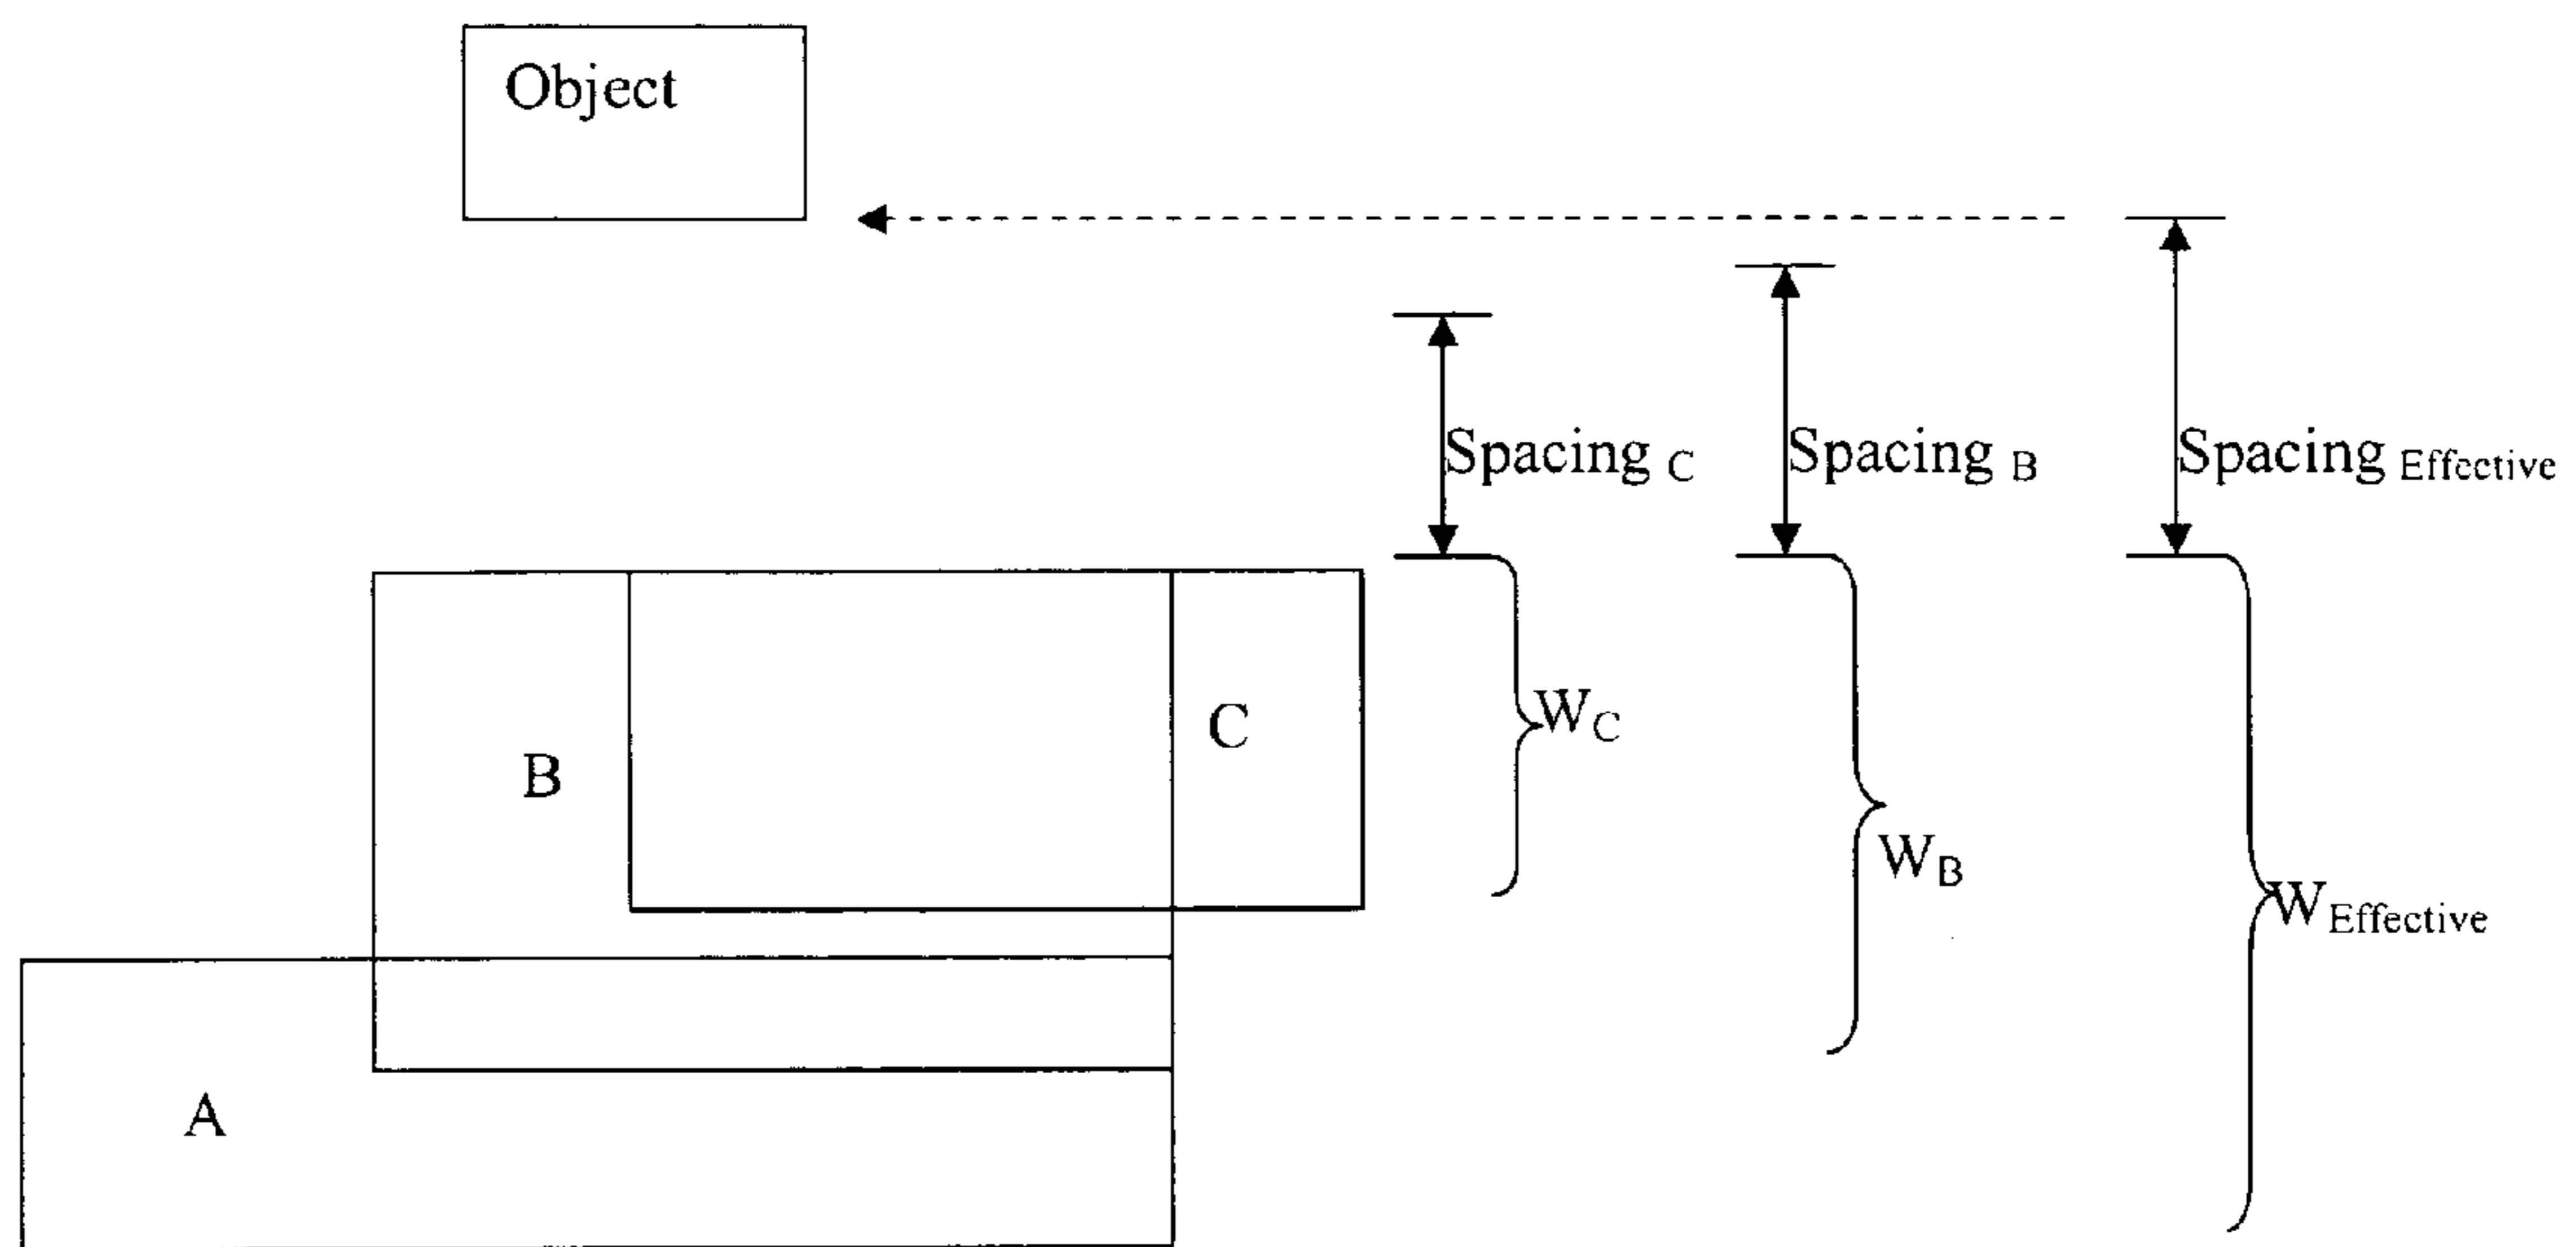 Object
Spacing C
Spacing B
Spacing Effective
B
C
WC
WB
WEffective
A